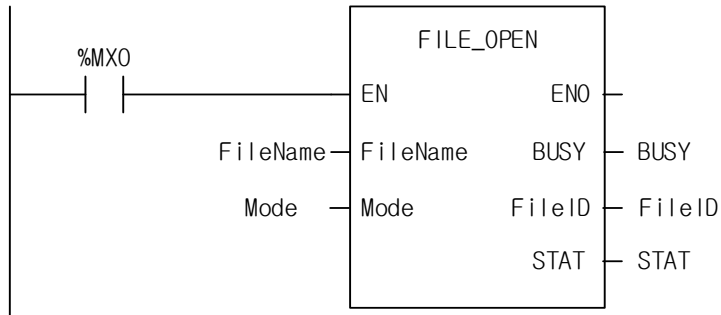 FILE_OPEN
%MX0
EN ENO
FileName FileName BUSY BUSY
Mode Mode FileID FileID
STAT STAT